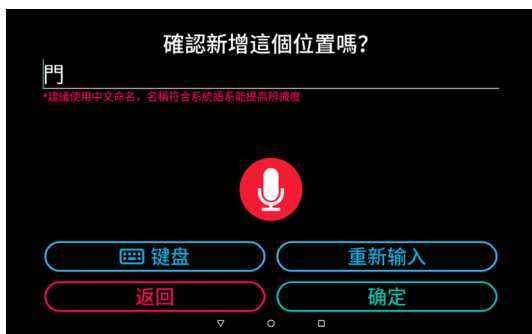 確認新增這個位置嗎?
門
*建議使用中文命名，名稱符合系統語系能提高辨識度
键盘
重新输入
返回
确定